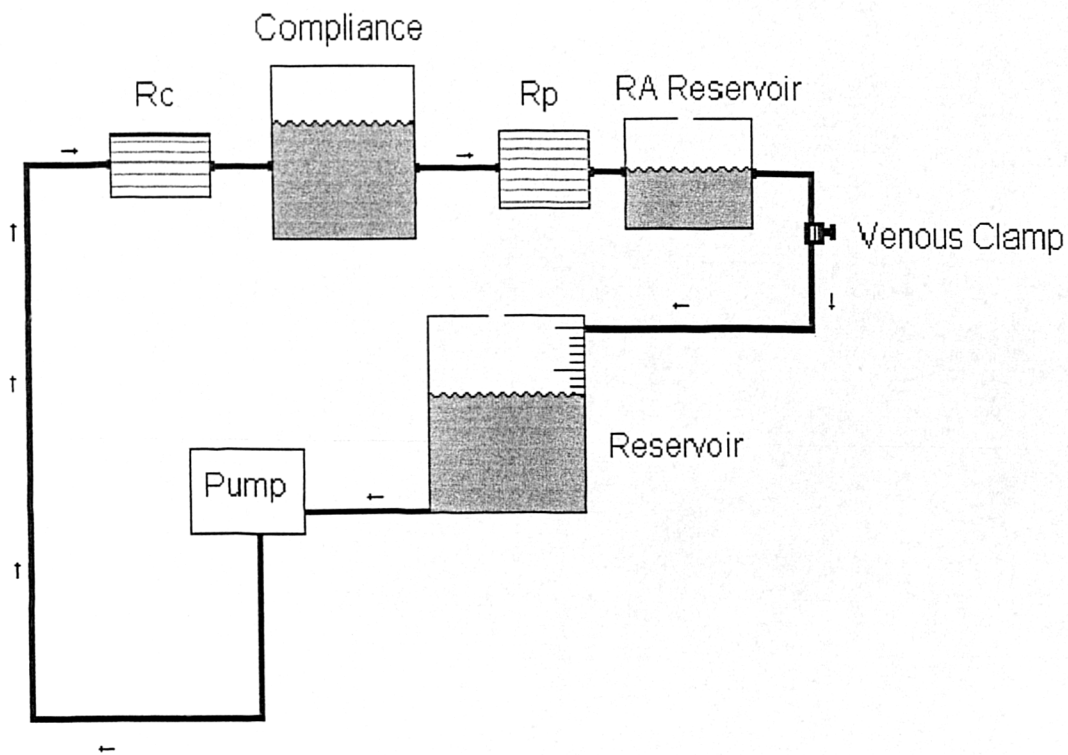 Compliance
Rc
Rp
RA Reservoir
Venous Clamp
Reservoir
Pump